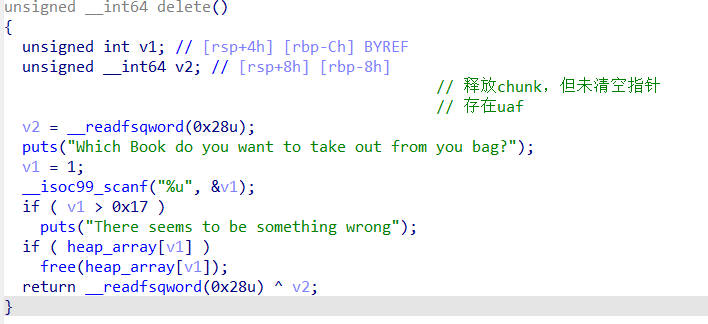 unsigned __int64 delete()
{
unsigned int v1; // [rsp+4h] [rbp-Ch] BYREF
unsigned __int64 v2; // [rsp+8h] [rbp-8h]
// 释放chunk，但未清空指针
// 存在uaf
v2 = __readfsqword(0x28u);
puts("Which Book do you want to take out from you bag?");
v1 = 1;
__isoc99_scanf("%u", &v1);
if ( v1 > 0x17 )
puts("There seems to be something wrong");
if ( heap_array[v1] )
free(heap_array[v1]);
return __readfsqword(0x28u) ^ v2;
}